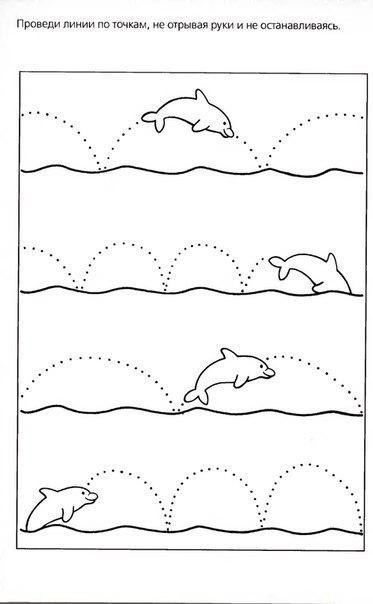 Проведи линии по точкам, не отрывая руки и не останавливаясь.